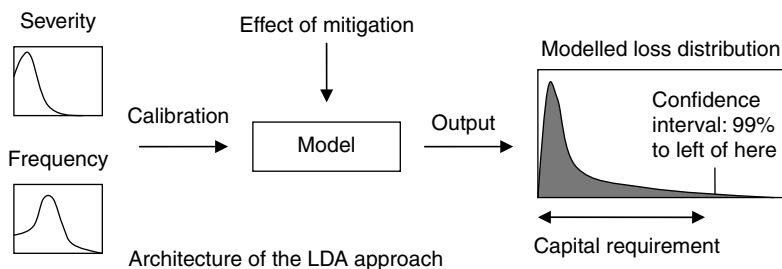 Severity
Effect of mitigation
Modelled loss distribution
Calibration
Model
Output
Confidence
interval: 99%
to left of here
Frequency
Architecture of the LDA approach
Capital requirement